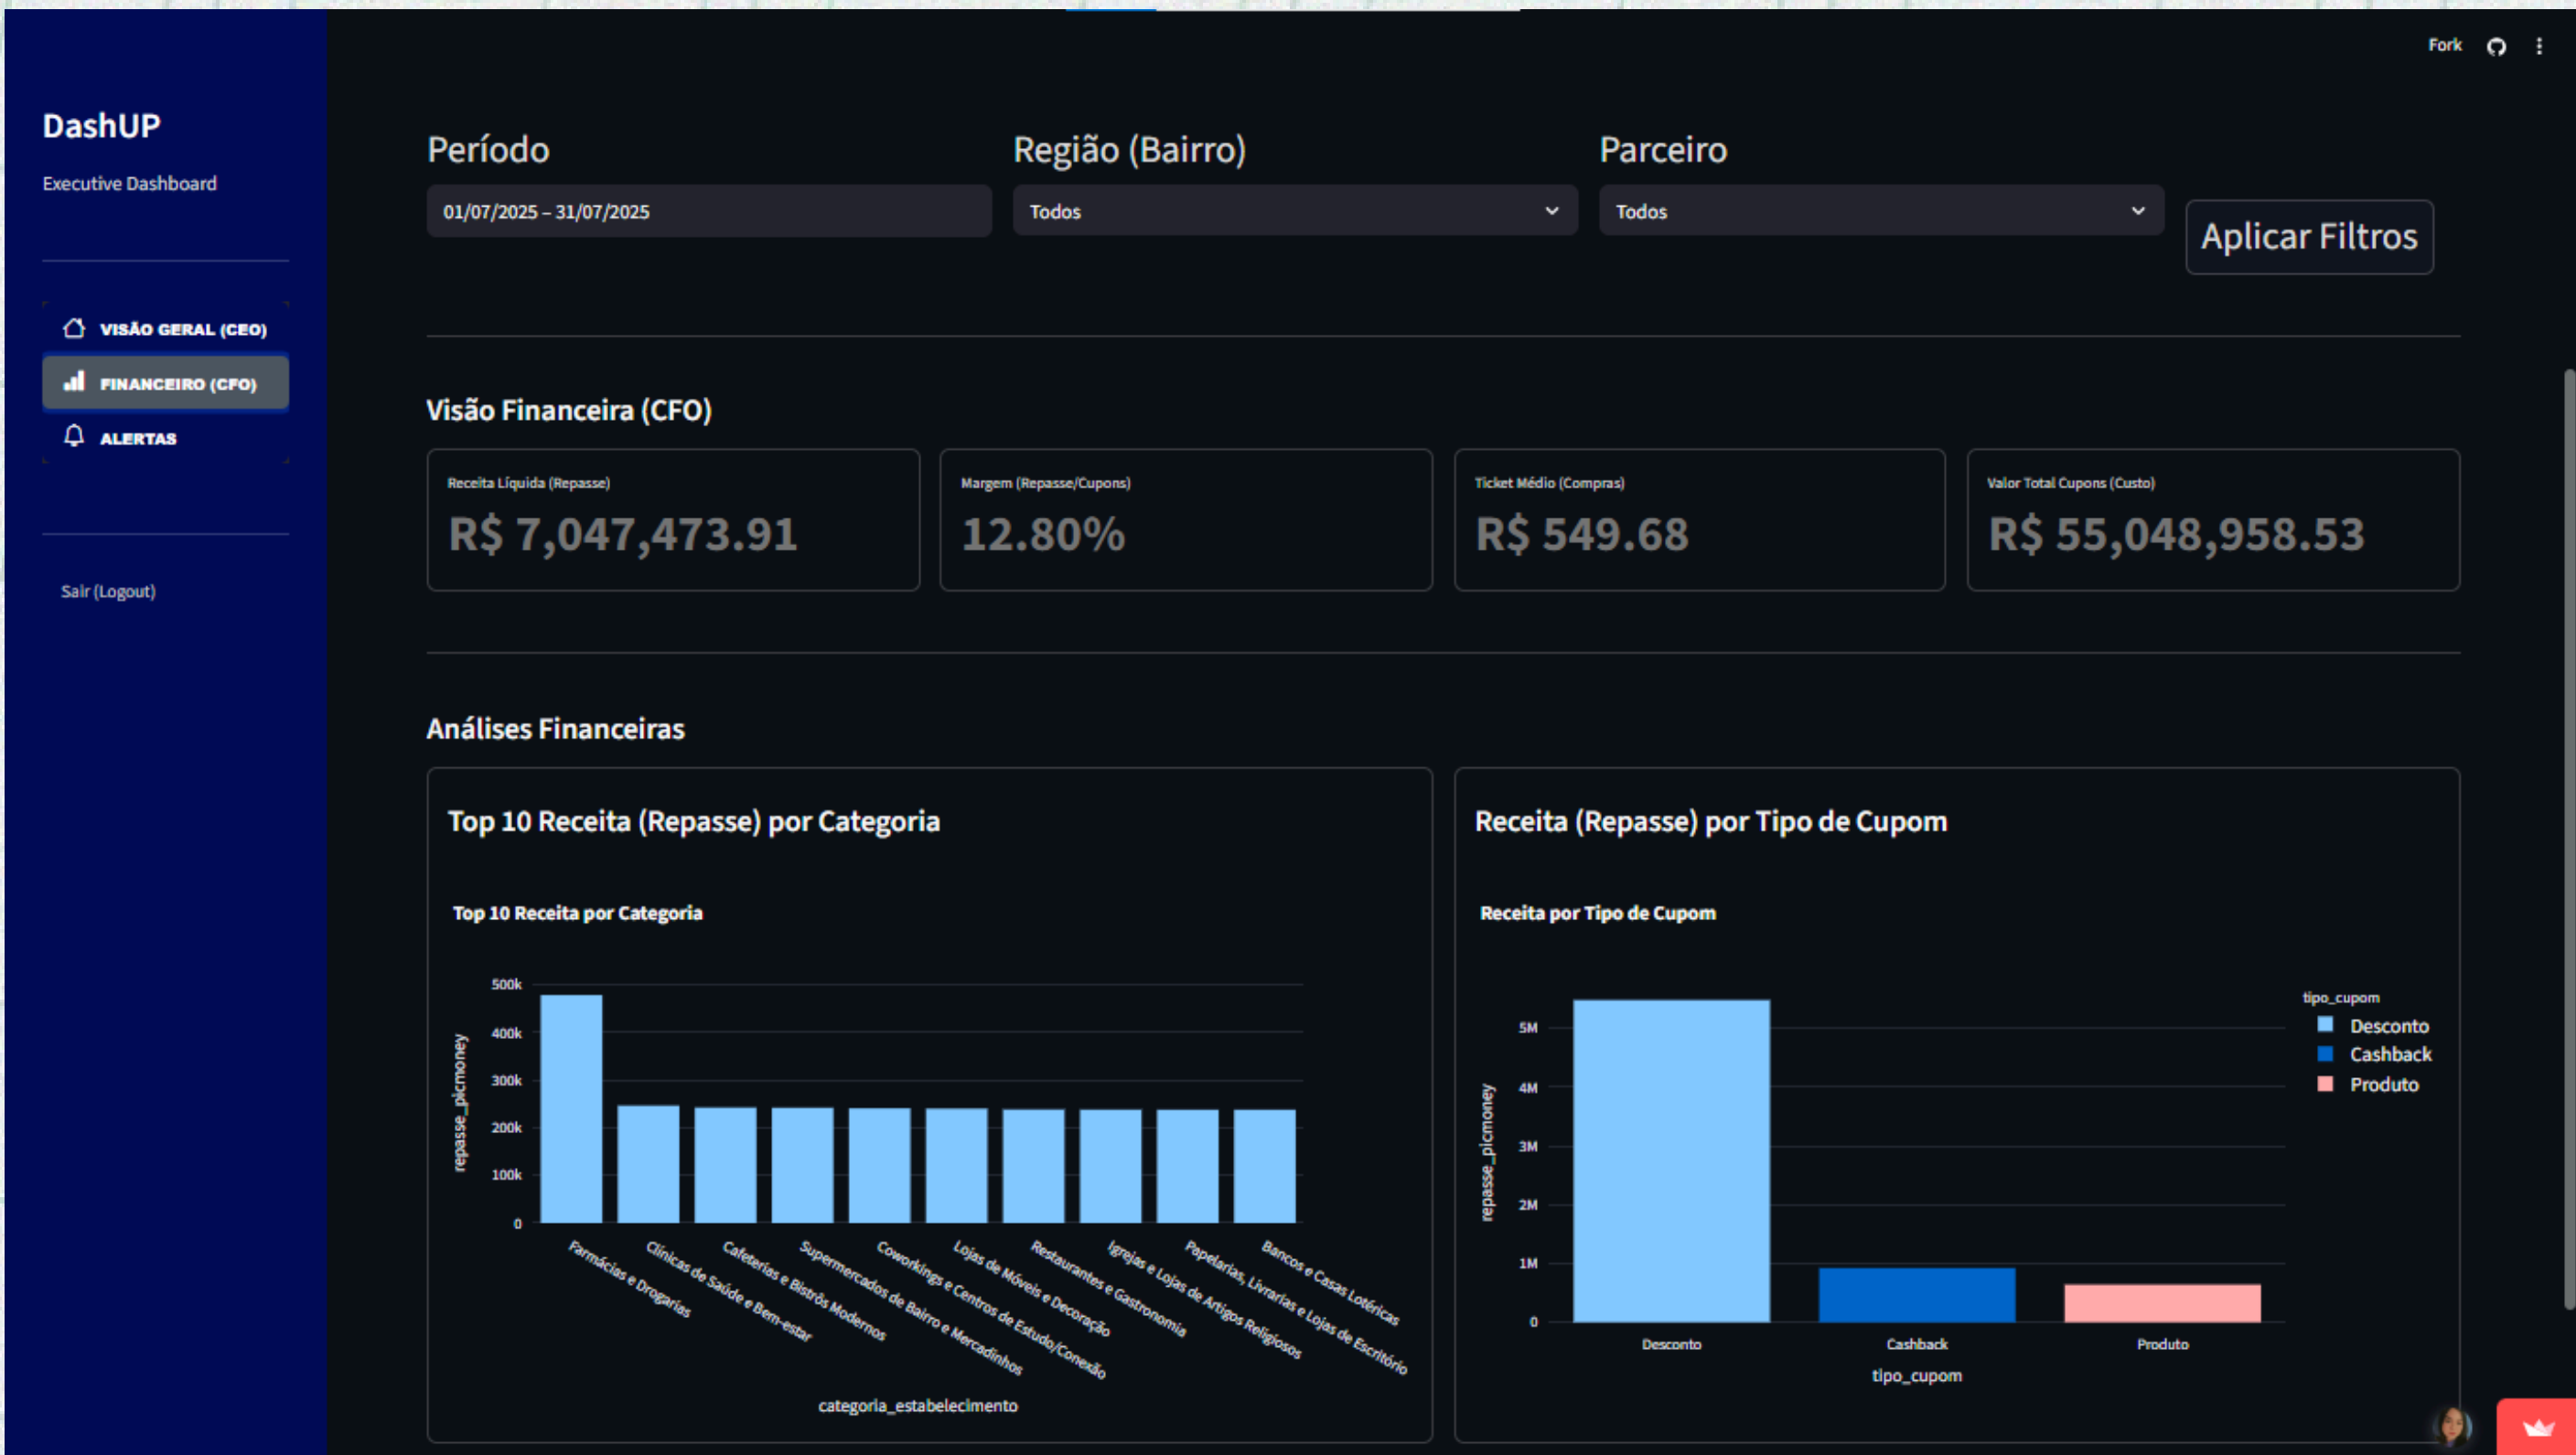 Fork
DashUP
Executive Dashboard
VISÃO GERAL (CEO)
FINANCEIRO (CFO)
ALERTAS
Sair (Logout)
Período
Região (Bairro)
Parceiro
01/07/2025 – 31/07/2025
Todos
Todos
Aplicar Filtros
Visão Financeira (CFO)
Receita Líquida (Repasse)
R$ 7,047,473.91
Margem (Repasse/Cupons)
12.80%
Ticket Médio (Compras)
R$ 549.68
Valor Total Cupons (Custo)
R$ 55,048,958.53
Análises Financeiras
Top 10 Receita (Repasse) por Categoria
Top 10 Receita por Categoria
repasse_picmoney
500k
400k
300k
200k
100k
0
Farmácias e Drogarias
Clínicas de Saúde e Bem-estar
Cafeterias e Bistrôs Modernos
Supermercados de Bairro e Mercadinhos
Coworkings e Centros de Estudo/Conexão
Lojas de Móveis e Decoração
Restaurantes e Gastronomia
Igrejas e Lojas de Artigos Religiosos
Papelarias, Livrarias e Lojas de Escritório
Bancos e Casas Lotéricas
categoria_estabelecimento
Receita (Repasse) por Tipo de Cupom
Receita por Tipo de Cupom
repasse_picmoney
5M
4M
3M
2M
1M
0
Desconto
Cashback
Produto
tipo_cupom
tipo_cupom
Desconto
Cashback
Produto